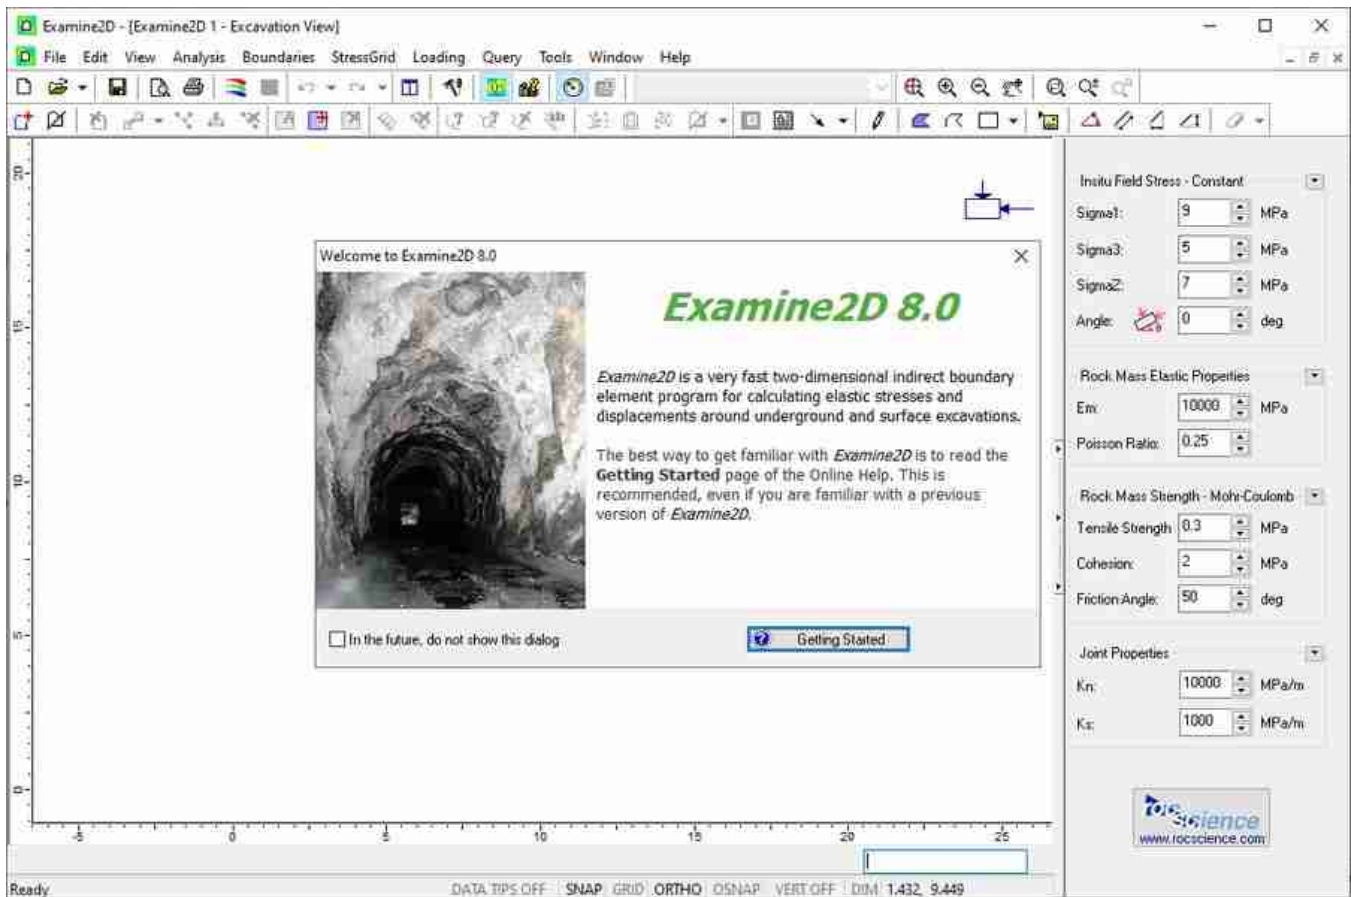 Examine2D - [Examine2D 1 - Excavation View]
File Edit View Analysis Boundaries StressGrid Loading Query Tools Window Help
20
15
10
5
0
-5 0 5 10 15 20 25
Welcome to Examine2D 8.0
Examine2D 8.0
Examine2D is a very fast two-dimensional indirect boundary
element program for calculating elastic stresses and
displacements around underground and surface excavations.
The best way to get familiar with Examine2D is to read the
Getting Started page of the Online Help. This is
recommended, even if you are familiar with a previous
version of Examine2D.
In the future, do not show this dialog
Getting Started
Insitu Field Stress - Constant
Sigma1: 9 MPa
Sigma3: 5 MPa
SigmaZ: 7 MPa
Angle: 0 deg
Rock Mass Elastic Properties
Em: 10000 MPa
Poisson Ratio: 0.25
Rock Mass Strength - Mohr-Coulomb
Tensile Strength 0.3 MPa
Cohesion: 2 MPa
Friction Angle: 50 deg
Joint Properties
Kn: 10000 MPa/m
Ks: 1000 MPa/m
rocscience
www.rocscience.com
Ready DATA TIPS OFF SNAP GRID ORTHO OSNAP VERT OFF DIM 1.432, 9.449